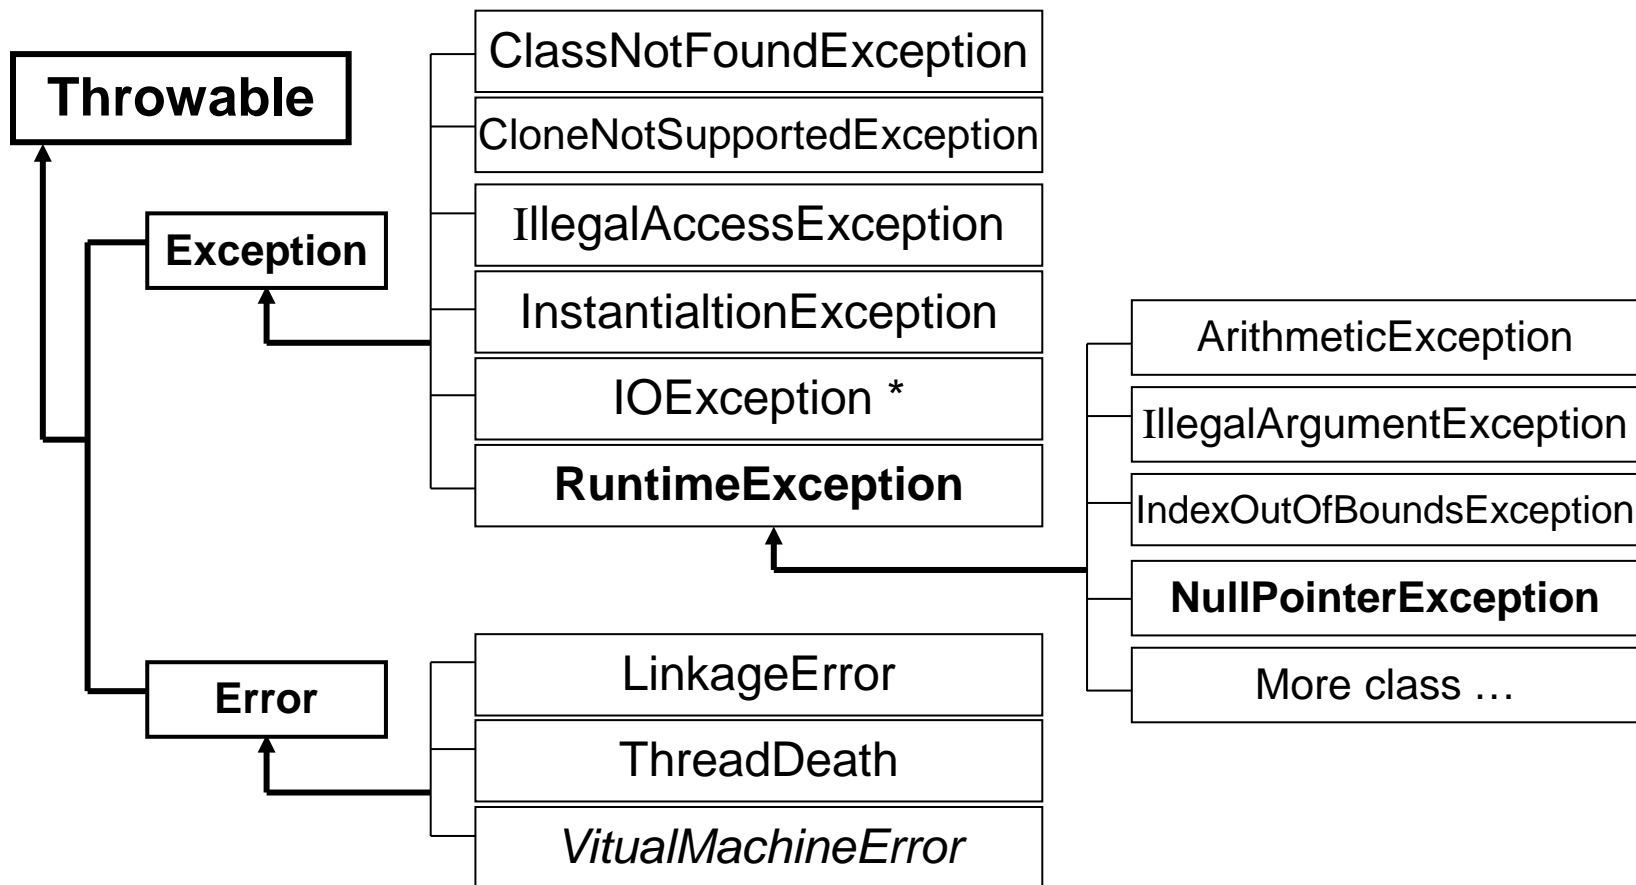 Throwable
Exception
ClassNotFoundException
CloneNotSupportedException
IllegalAccessException
InstantialtionException
IOException *
RuntimeException
ArithmeticException
IllegalArgumentException
IndexOutOfBoundsException
NullPointerException
More class …
Error
LinkageError
ThreadDeath
VitualMachineError